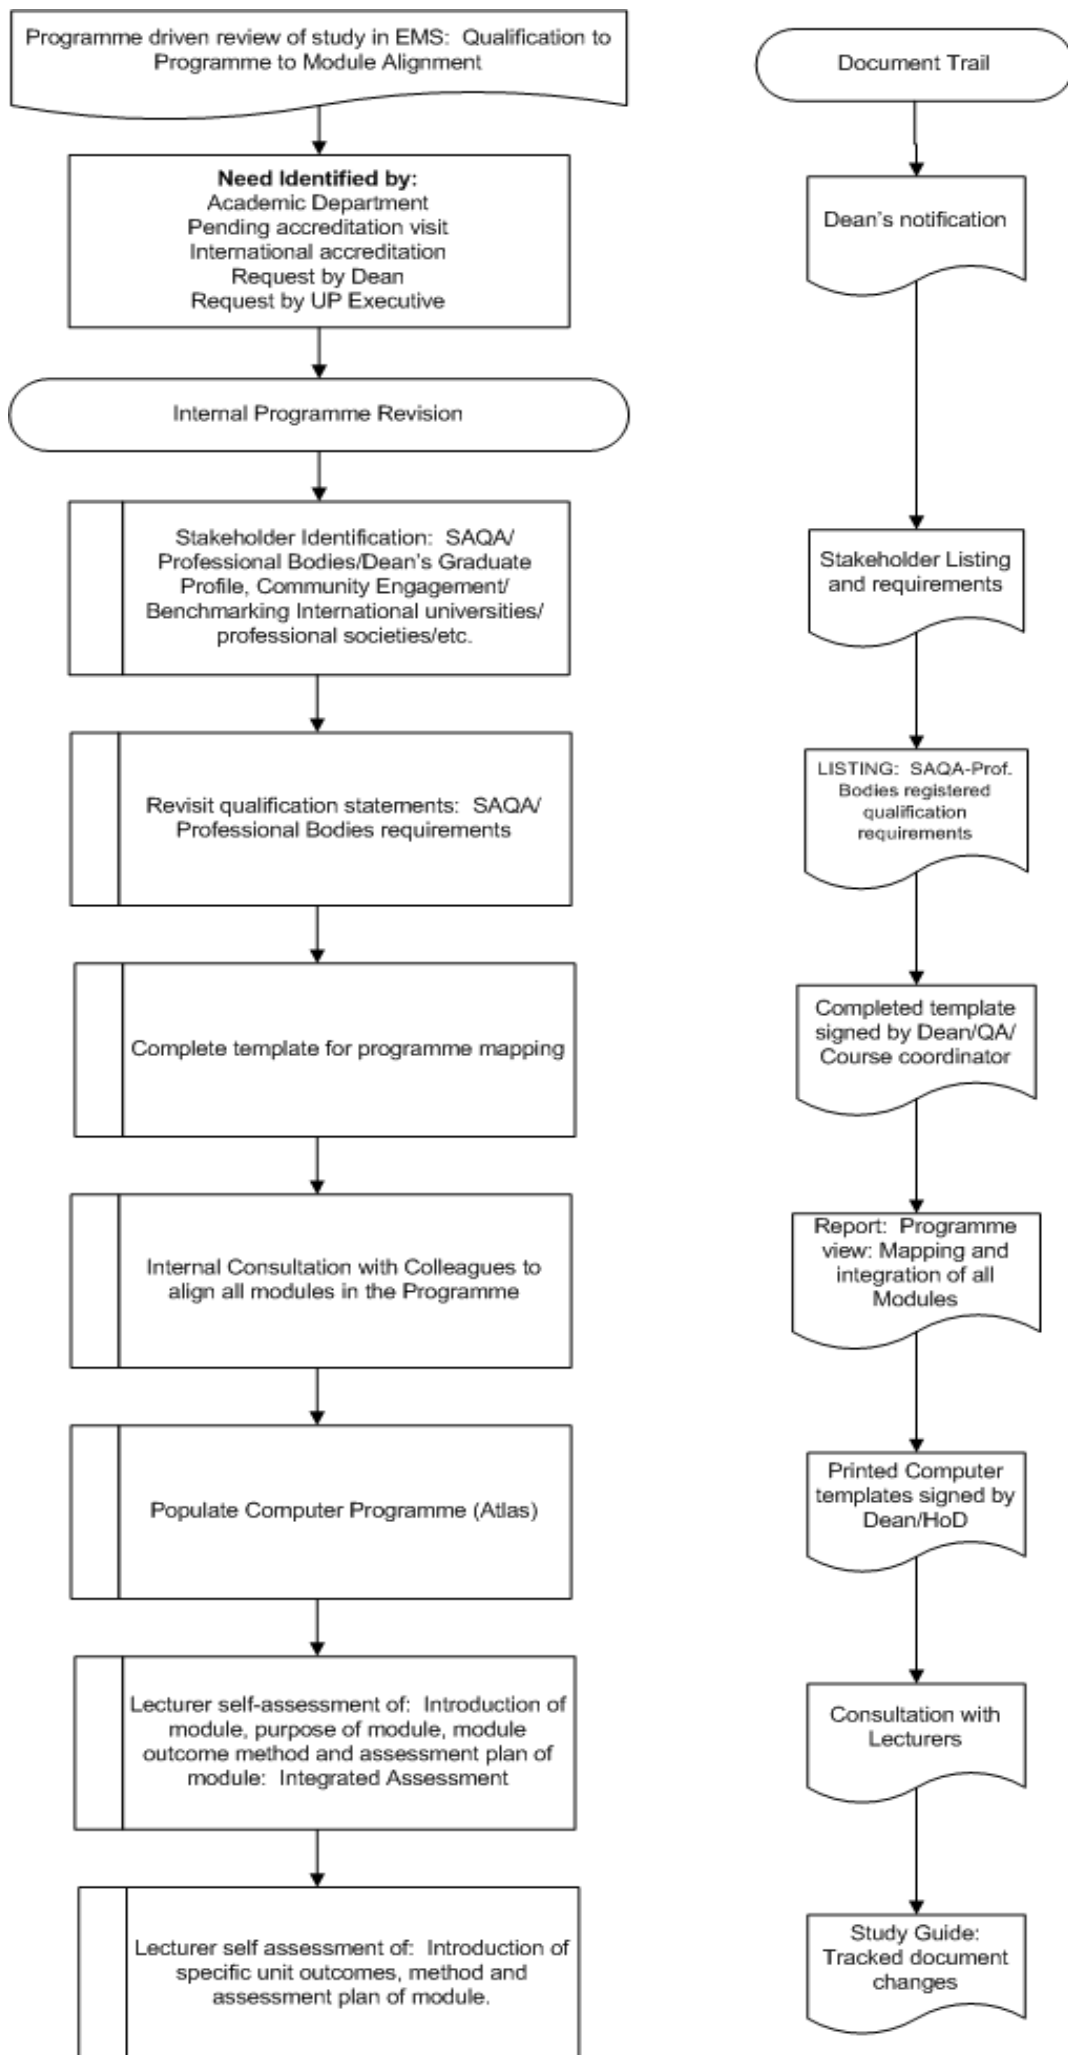 Programme driven review of study in EMS:  Qualification to
Programme to Module Alignment
Need Identified by:
Academic Department
Pending accreditation visit
International accreditation
Request by Dean
Request by UP Executive
Internal Programme Revision
Stakeholder Identification:  SAQA/
Professional Bodies/Dean's Graduate
Profile, Community Engagement/
Benchmarking International universities/
professional societies/etc.
Revisit qualification statements:  SAQA/
Professional Bodies requirements
Complete template for programme mapping
Internal Consultation with Colleagues to
align all modules in the Programme
Populate Computer Programme (Atlas)
Lecturer self-assessment of:  Introduction of
module, purpose of module, module
outcome method and assessment plan of
module:  Integrated Assessment
Lecturer self assessment of:  Introduction of
specific unit outcomes, method and
assessment plan of module.
Document Trail
Dean's notification
Stakeholder Listing
and requirements
LISTING:  SAQA-Prof.
Bodies registered
qualification
requirements
Completed template
signed by Dean/QA/
Course coordinator
Report:  Programme
view: Mapping and
integration of all
Modules
Printed Computer
templates signed by
Dean/HoD
Consultation with
Lecturers
Study Guide:
Tracked document
changes